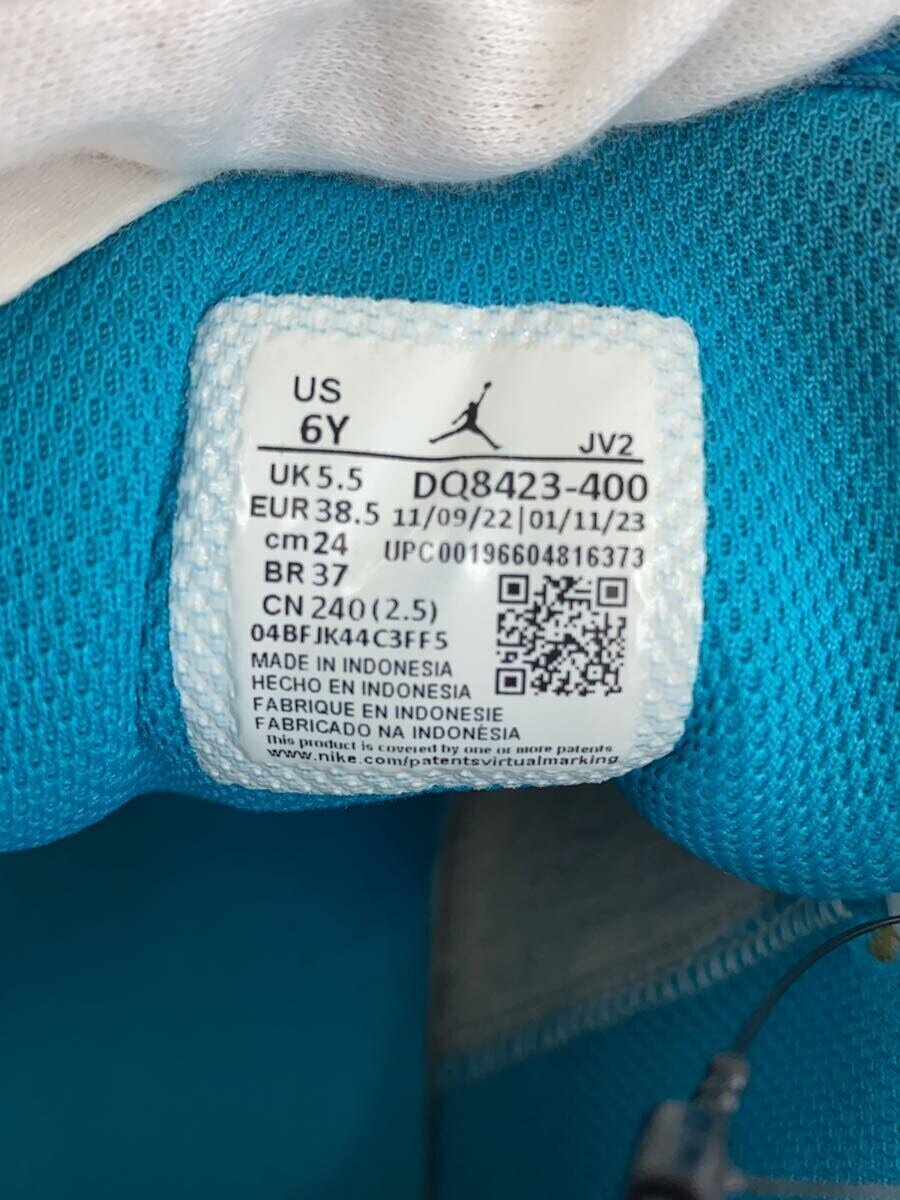 US
6Y
JV2
UK 5.5 DQ8423-400
EUR 38.5 11/09/22|01/11/23
cm 24 UPC00196604816373
BR 37
CN 240 (2.5)
04BFJK44C3FF5
MADE IN INDONESIA
HECHO EN INDONESIA
FABRIQUE EN INDONESIE
FABRICADO NA INDONÉSIA
This product is covered by one or more patents
www.nike.com/patentsvirtualmarking